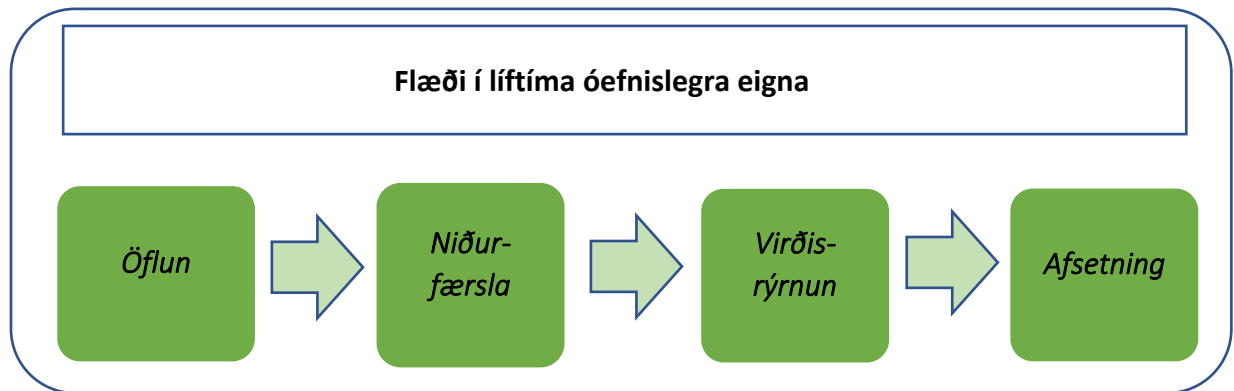 Flæði í líftíma óefnislegra eigna
Öflun
Niður-
færsla
Virðis-
rýrnun
Afsetning